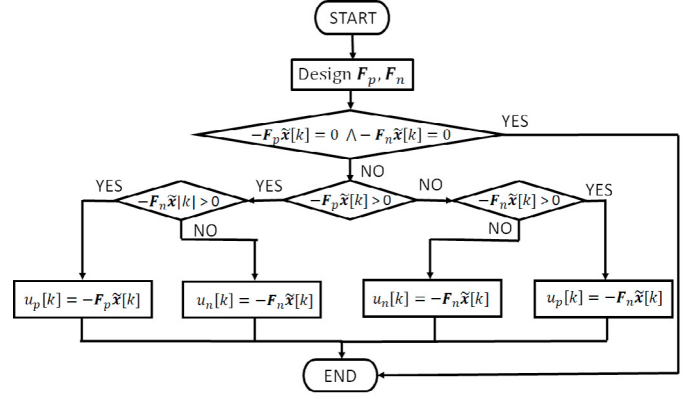 START
Design 𝑭ₚ, 𝑭ₙ
−𝑭ₚ𝒙̃[k] = 0 ∧ − 𝑭ₙ𝒙̃[k] = 0
YES
NO
YES
−𝑭ₙ𝒙̃|k| > 0
YES
−𝑭ₚ𝒙̃[k] > 0
NO
−𝑭ₙ𝒙̃[k] > 0
YES
NO
NO
uₚ[k] = −𝑭ₚ𝒙̃[k]
uₙ[k] = −𝑭ₙ𝒙̃[k]
uₙ[k] = −𝑭ₙ𝒙̃[k]
uₚ[k] = −𝑭ₙ𝒙̃[k]
END